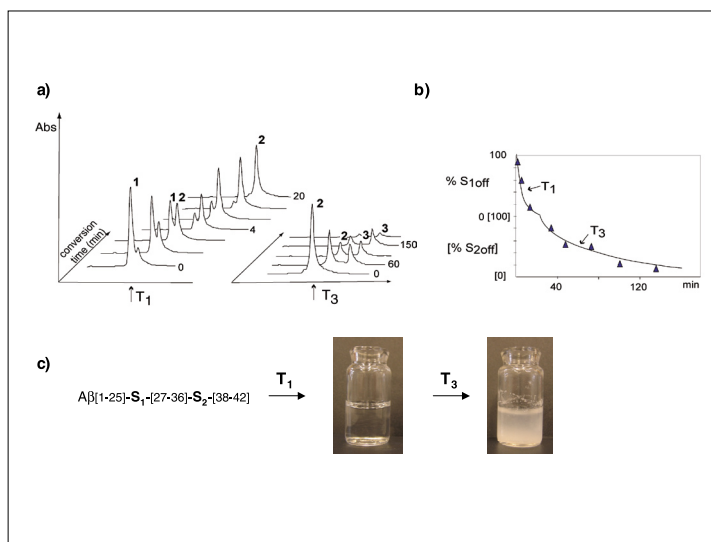 a)
Abs
1
1 2
2
20
4
0
conversion
time (min)
↑T1
2
2
3
3
150
60
0
↑T3
b)
100
% S1off
0 [100]
[% S2off]
[0]
T1
T3
40
120
min
c)
Aβ[1-25]-S1-[27-36]-S2-[38-42]
T1
T3